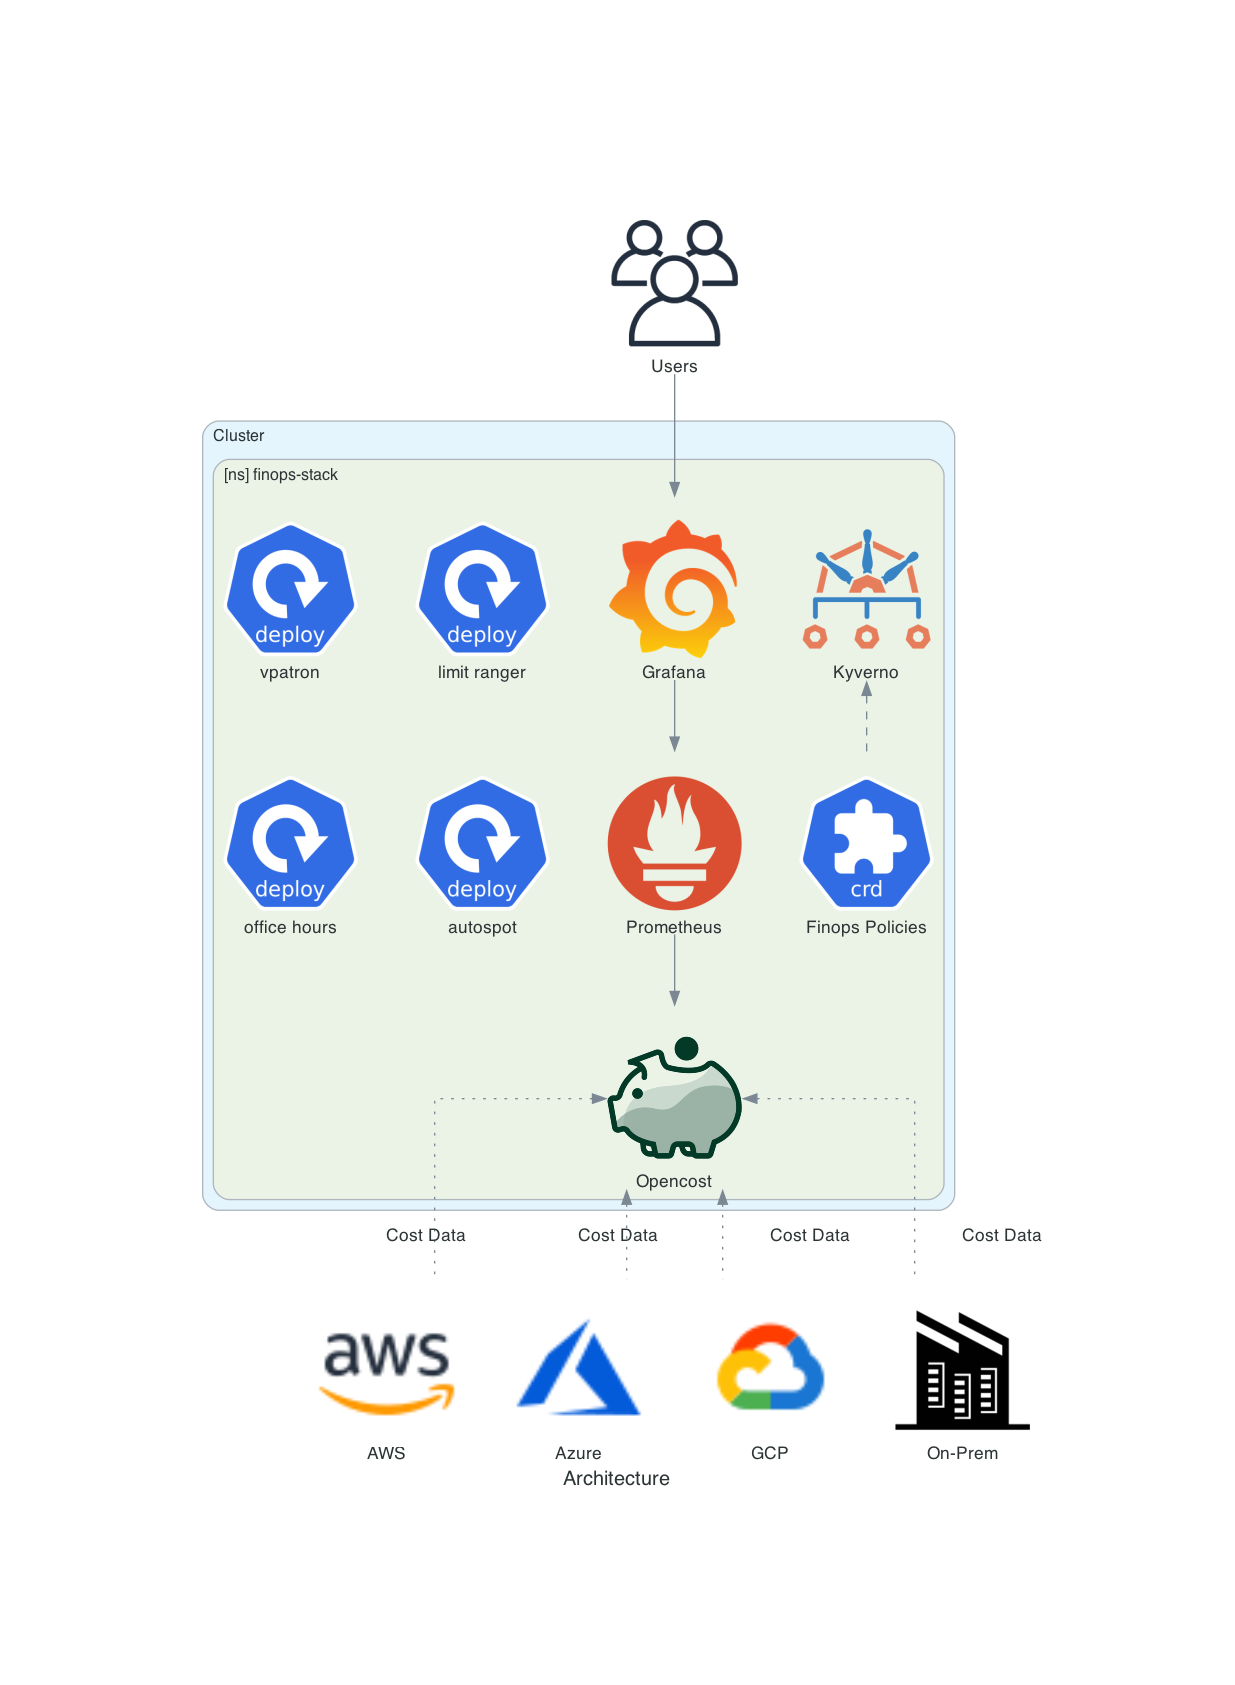 Users
Cluster
[ns] finops-stack
deploy
deploy
vpatron
limit ranger
Grafana
Kyverno
deploy
deploy
crd
office hours
autospot
Prometheus
Finops Policies
Opencost
Cost Data
Cost Data
Cost Data
Cost Data
aws
AWS
Azure
GCP
On-Prem
Architecture